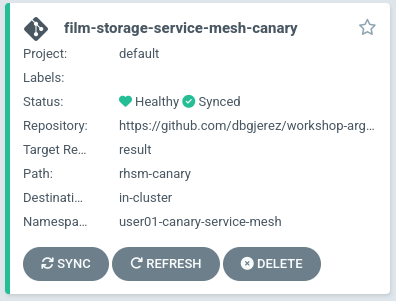 film-storage-service-mesh-canary
Project: default
Labels:
Status: Healthy Synced
Repository: https://github.com/dbgjerez/workshop-arg...
Target Re... result
Path: rhsm-canary
Destinati... in-cluster
Namespa... user01-canary-service-mesh
SYNC REFRESH DELETE